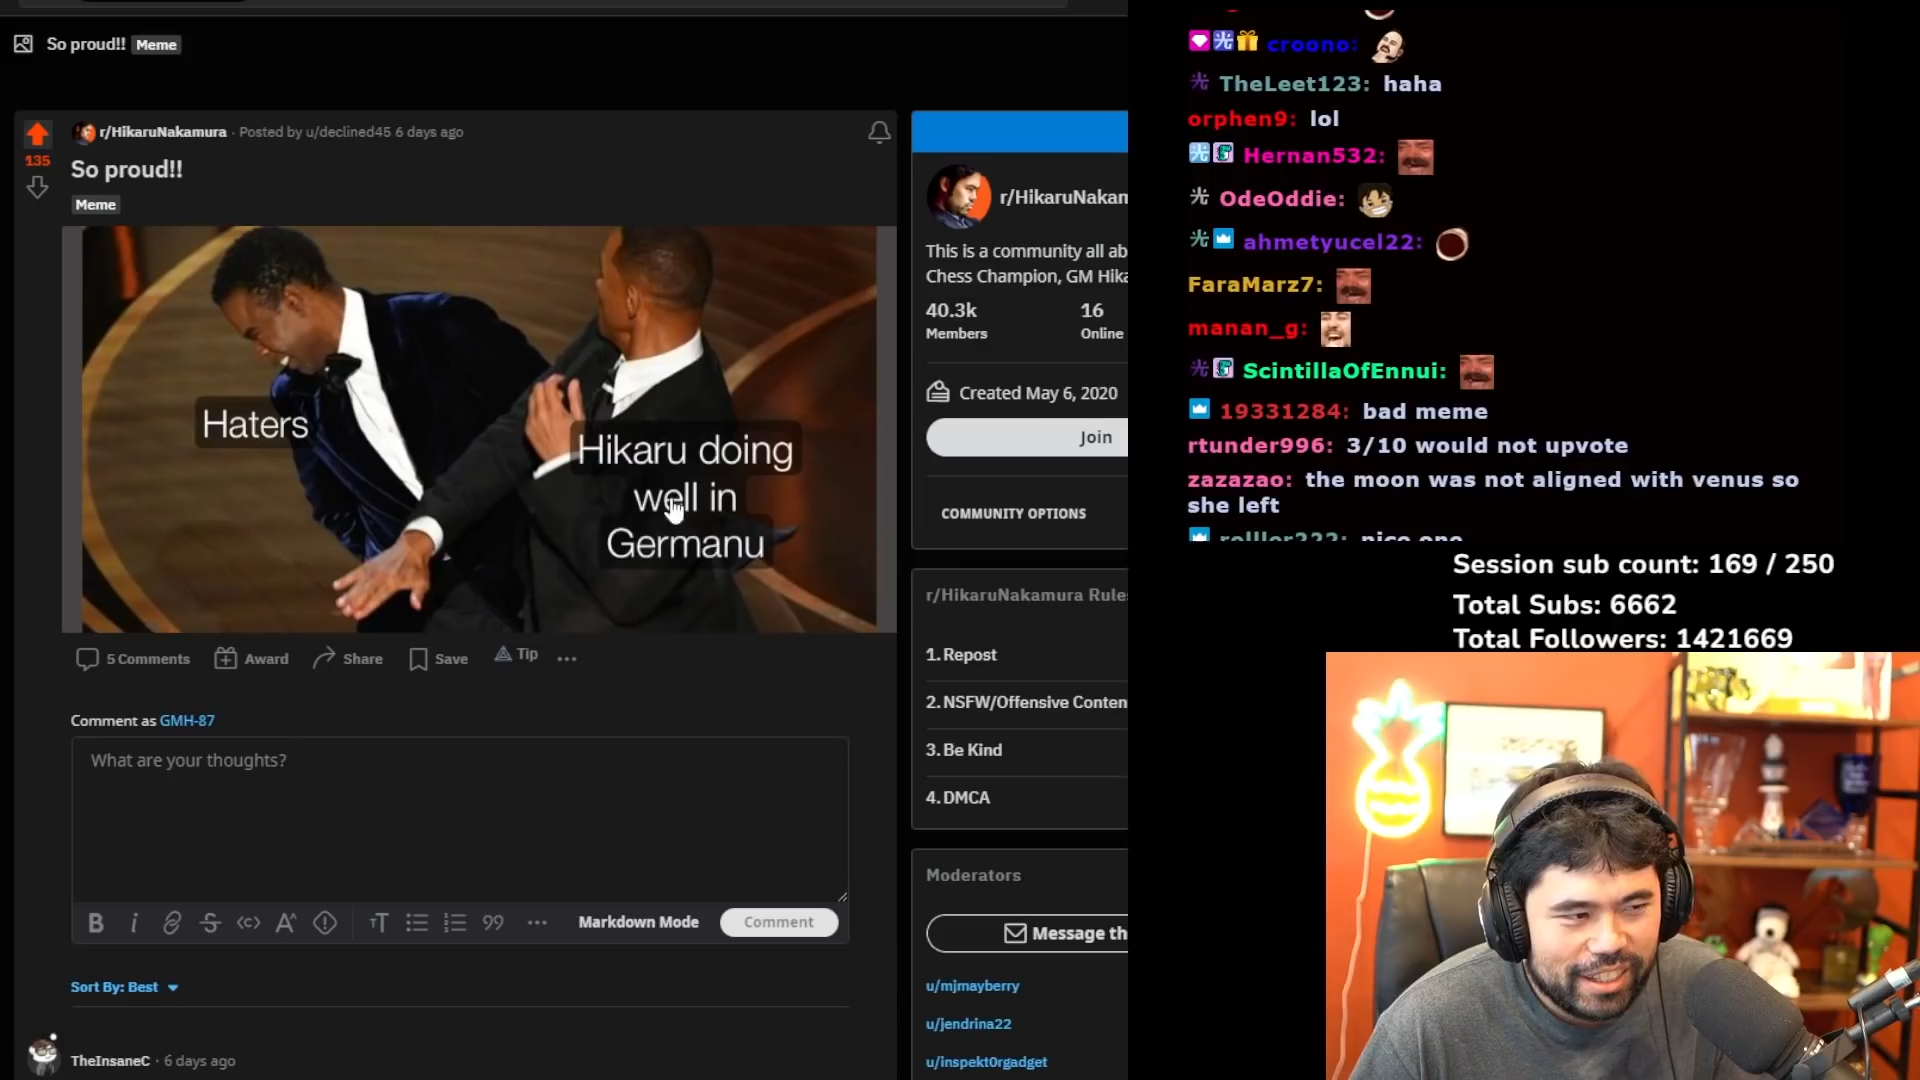 So proud!! Meme
r/HikaruNakamura · Posted by u/declined45 6 days ago
135
So proud!!
Meme
Haters
Hikaru doing
well in
Germanu
5 Comments
Award
Share
Save
Tip
Comment as GMH-87
What are your thoughts?
Markdown Mode
Comment
Sort By: Best
TheInsaneC · 6 days ago
r/HikaruNakam
This is a community all ab
Chess Champion, GM Hika
40.3k
16
Members
Online
Created May 6, 2020
Join
COMMUNITY OPTIONS
r/HikaruNakamura Rules
1. Repost
2. NSFW/Offensive Conten
3. Be Kind
4. DMCA
Moderators
Message th
u/mjmayberry
u/jendrina22
u/inspekt0rgadget
croono:
TheLeet123: haha
orphen9: lol
Hernan532:
OdeOddie:
ahmetyucel22:
FaraMarz7:
manan_g:
ScintillaOfEnnui:
19331284: bad meme
rtunder996: 3/10 would not upvote
zazazao: the moon was not aligned with venus so
she left
nice one
Session sub count: 169 / 250
Total Subs: 6662
Total Followers: 1421669